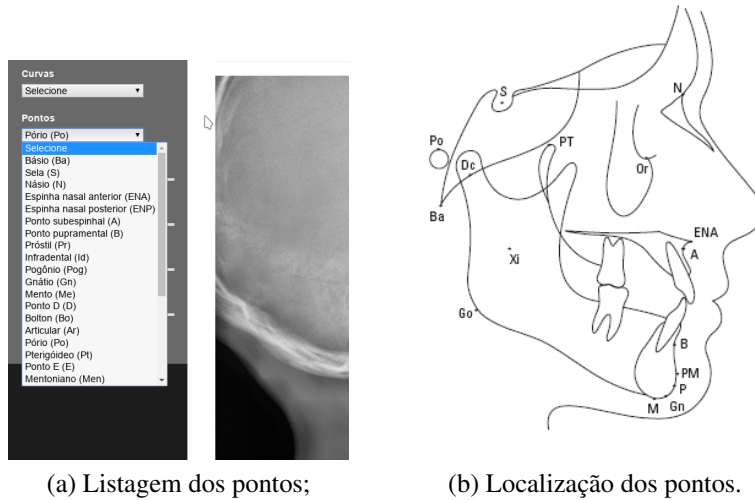 Curvas
Selecione
Pontos
Pório (Po)
Selecione
Básio (Ba)
Sela (S)
Násio (N)
Espinha nasal anterior (ENA)
Espinha nasal posterior (ENP)
Ponto subespinhal (A)
Ponto pupramental (B)
Próstil (Pr)
Infradental (Id)
Pogônio (Pog)
Gnátio (Gn)
Mento (Me)
Ponto D (D)
Bolton (Bo)
Articular (Ar)
Pório (Po)
Pterigóideo (Pt)
Ponto E (E)
Mentoniano (Men)
(a) Listagem dos pontos;
S
N
Po
PT
Dc
Or
Ba
ENA
A
Xi
Go
B
PM
P
M
Gn
(b) Localização dos pontos.